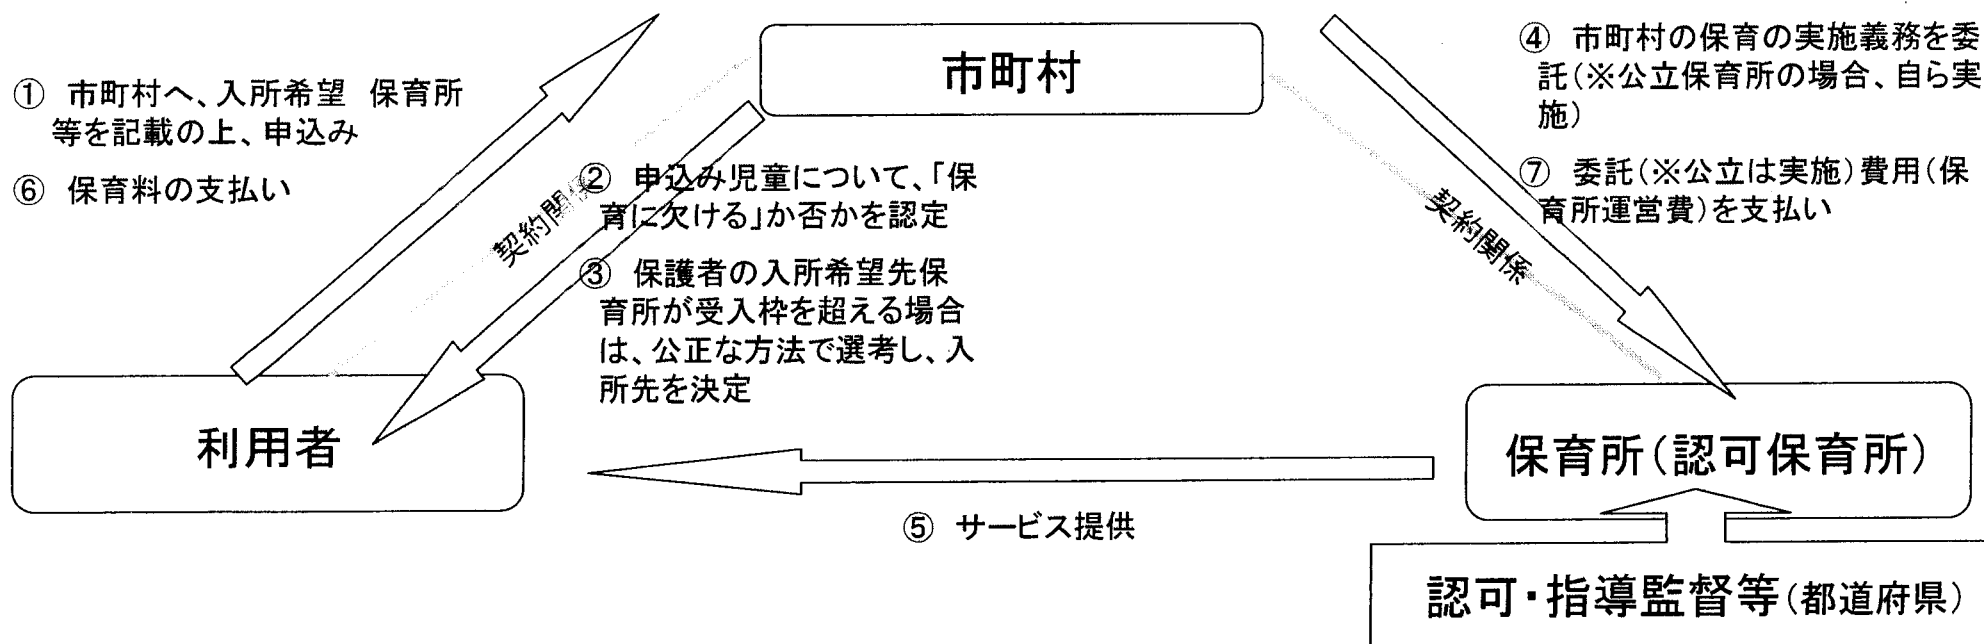 市町村
① 市町村へ、入所希望 保育所
等を記載の上、申込み
⑥ 保育料の支払い
契約関係
② 申込み児童について、「保
育に欠ける」か否かを認定
③ 保護者の入所希望先保
育所が受入枠を超える場合
は、公正な方法で選考し、入
所先を決定
④ 市町村の保育の実施義務を委
託(※公立保育所の場合、自ら実
施)
⑦ 委託(※公立は実施)費用(保
育所運営費)を支払い
契約関係
利用者
保育所(認可保育所)
⑤ サービス提供
認可・指導監督等(都道府県)